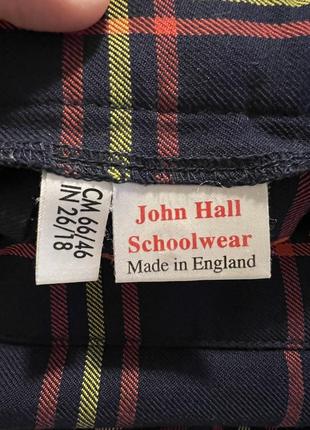 CM 66/46
IN 26/18
John Hall
Schoolwear
Made in England